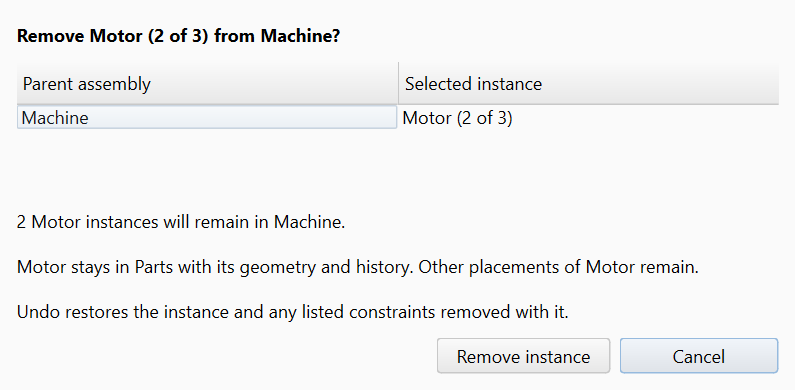 Remove Motor (2 of 3) from Machine?
Parent assembly Selected instance
Machine Motor (2 of 3)
2 Motor instances will remain in Machine.
Motor stays in Parts with its geometry and history. Other placements of Motor remain.
Undo restores the instance and any listed constraints removed with it.
Remove instance Cancel